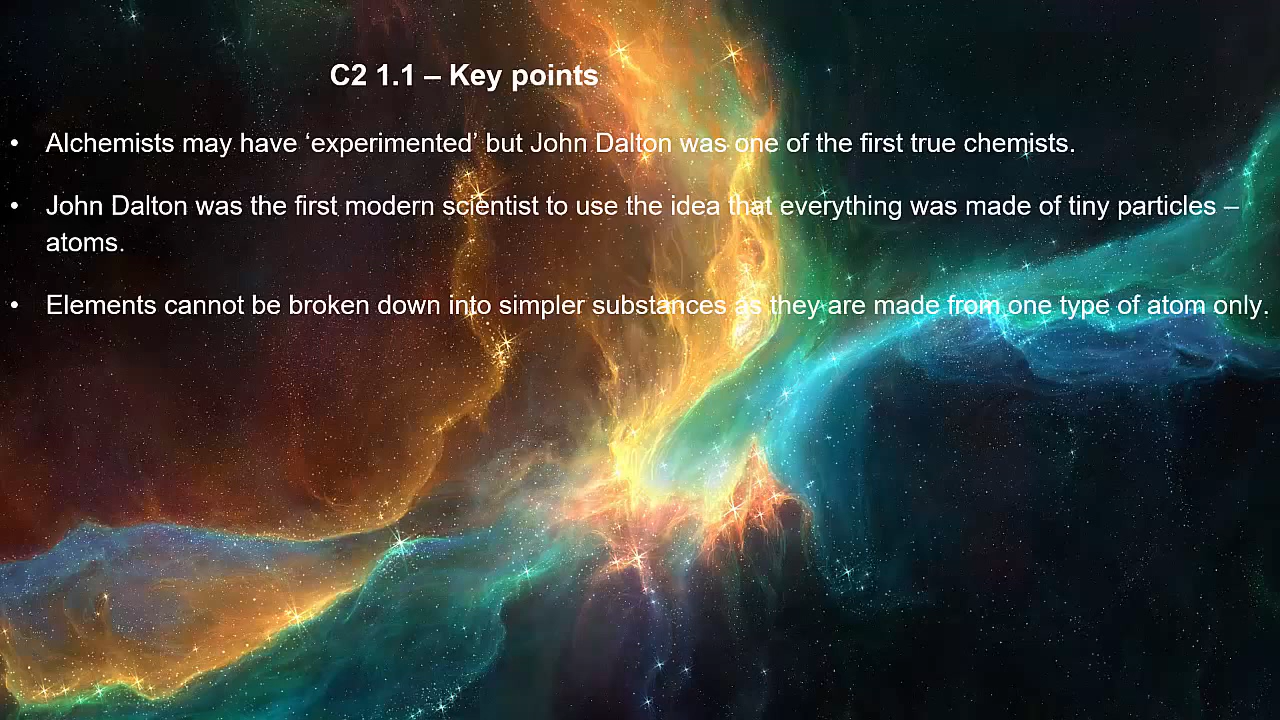 C2 1.1 – Key points
• Alchemists may have ‘experimented’ but John Dalton was one of the first true chemists.
• John Dalton was the first modern scientist to use the idea that everything was made of tiny particles –
atoms.
• Elements cannot be broken down into simpler substances as they are made from one type of atom only.